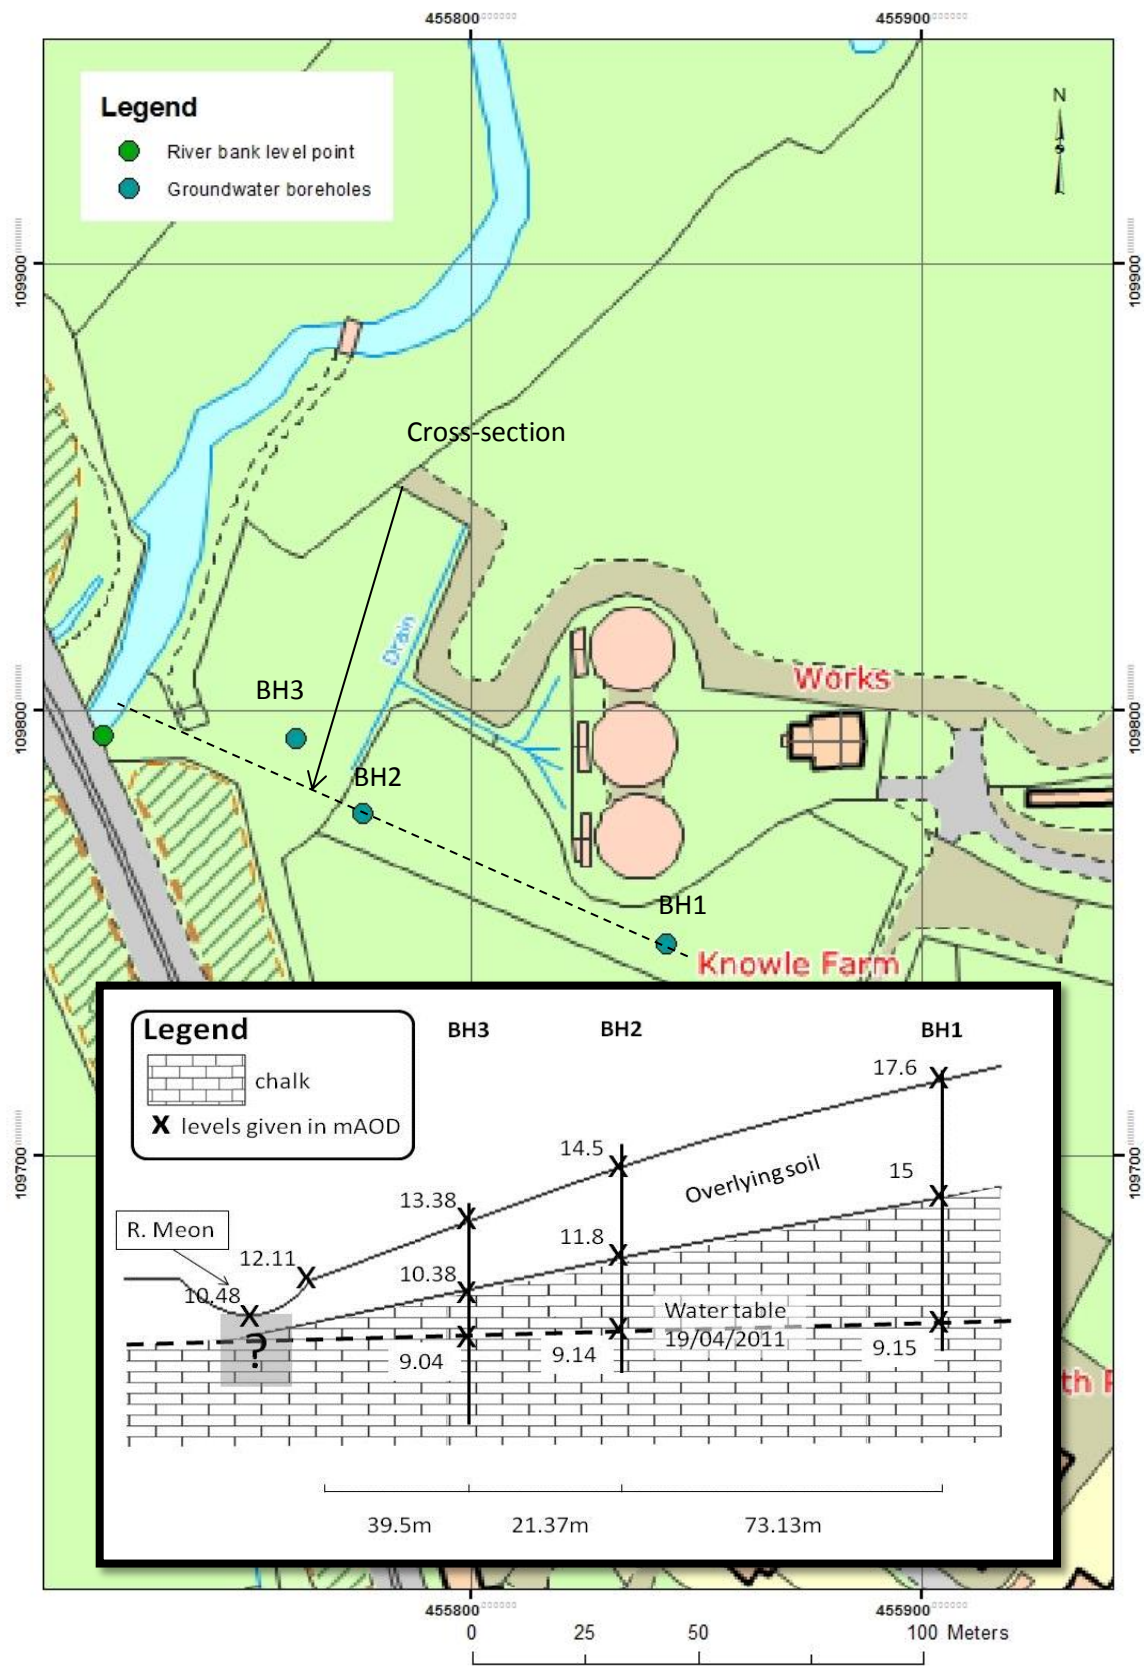 455800
455900
Legend
River bank level point
Groundwater boreholes
N
109900
109900
Cross-section
Drain
BH3
Works
109800
109800
BH2
BH1
Knowle Farm
Legend
chalk
X levels given in mAOD
BH3
BH2
BH1
17.6
14.5
15
Overlying soil
109700
109700
13.38
R. Meon
12.11
11.8
10.48
10.38
Water table
19/04/2011
?
9.04
9.14
9.15
th
39.5m
21.37m
73.13m
455800
455900
0
25
50
100 Meters